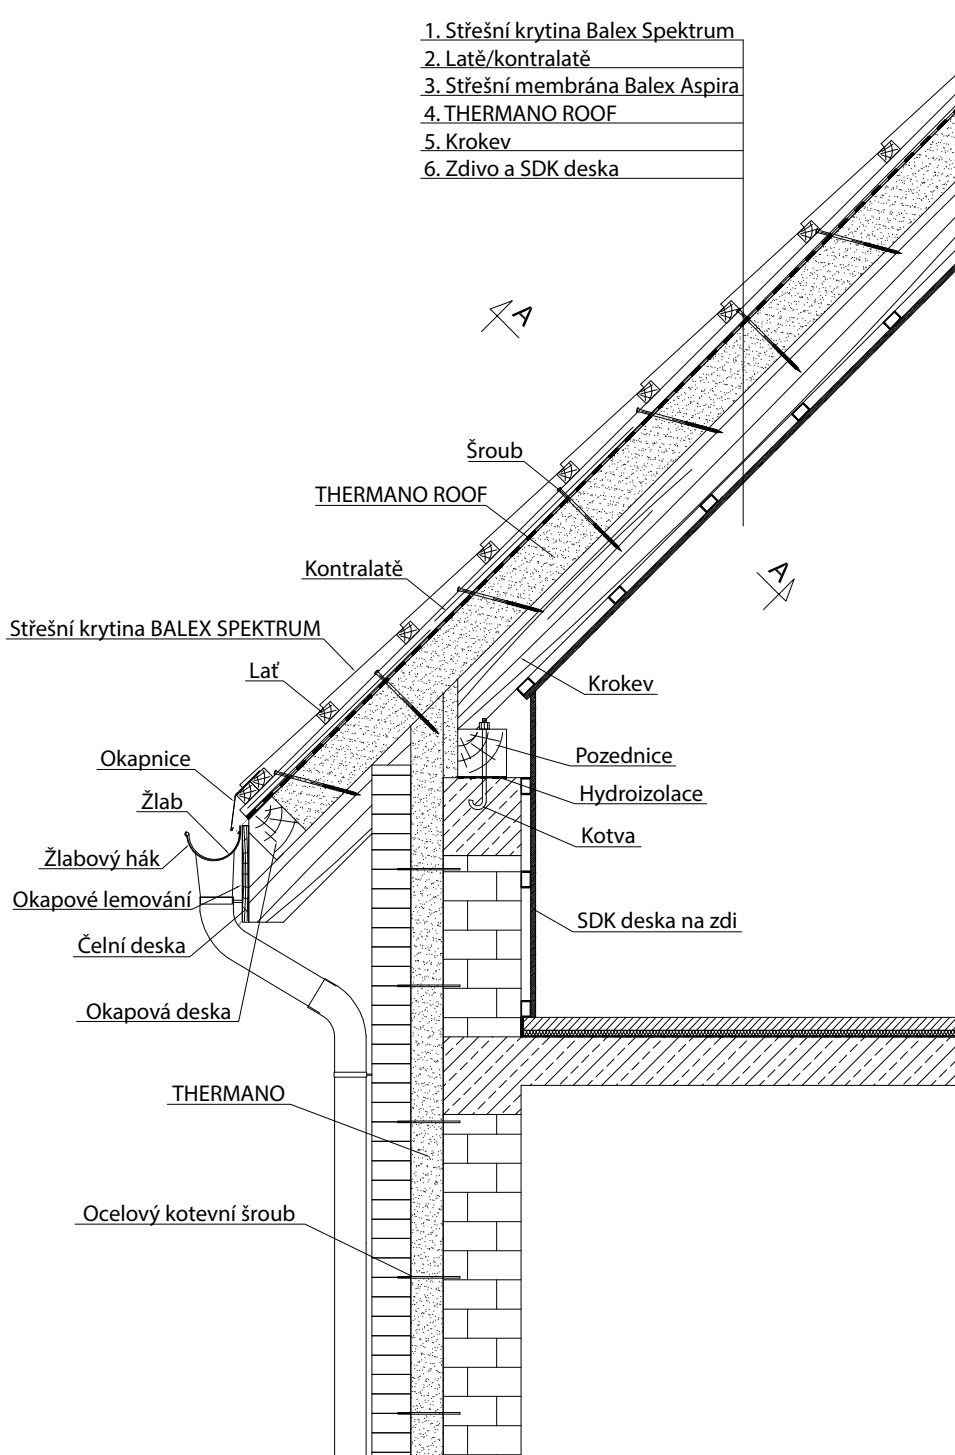 1. Střešní krytina Balex Spektrum
2. Latě/kontralatě
3. Střešní membrána Balex Aspira
4. THERMANO ROOF
5. Krokev
6. Zdivo a SDK deska
A
Šroub
THERMANO ROOF
Kontralatě
A
Střešní krytina BALEX SPEKTRUM
Lať
Krokev
Okapnice
Pozednice
Žlab
Hydroizolace
Kotva
Žlabový hák
Okapové lemování
SDK deska na zdi
Čelní deska
Okapová deska
THERMANO
Ocelový kotevní šroub